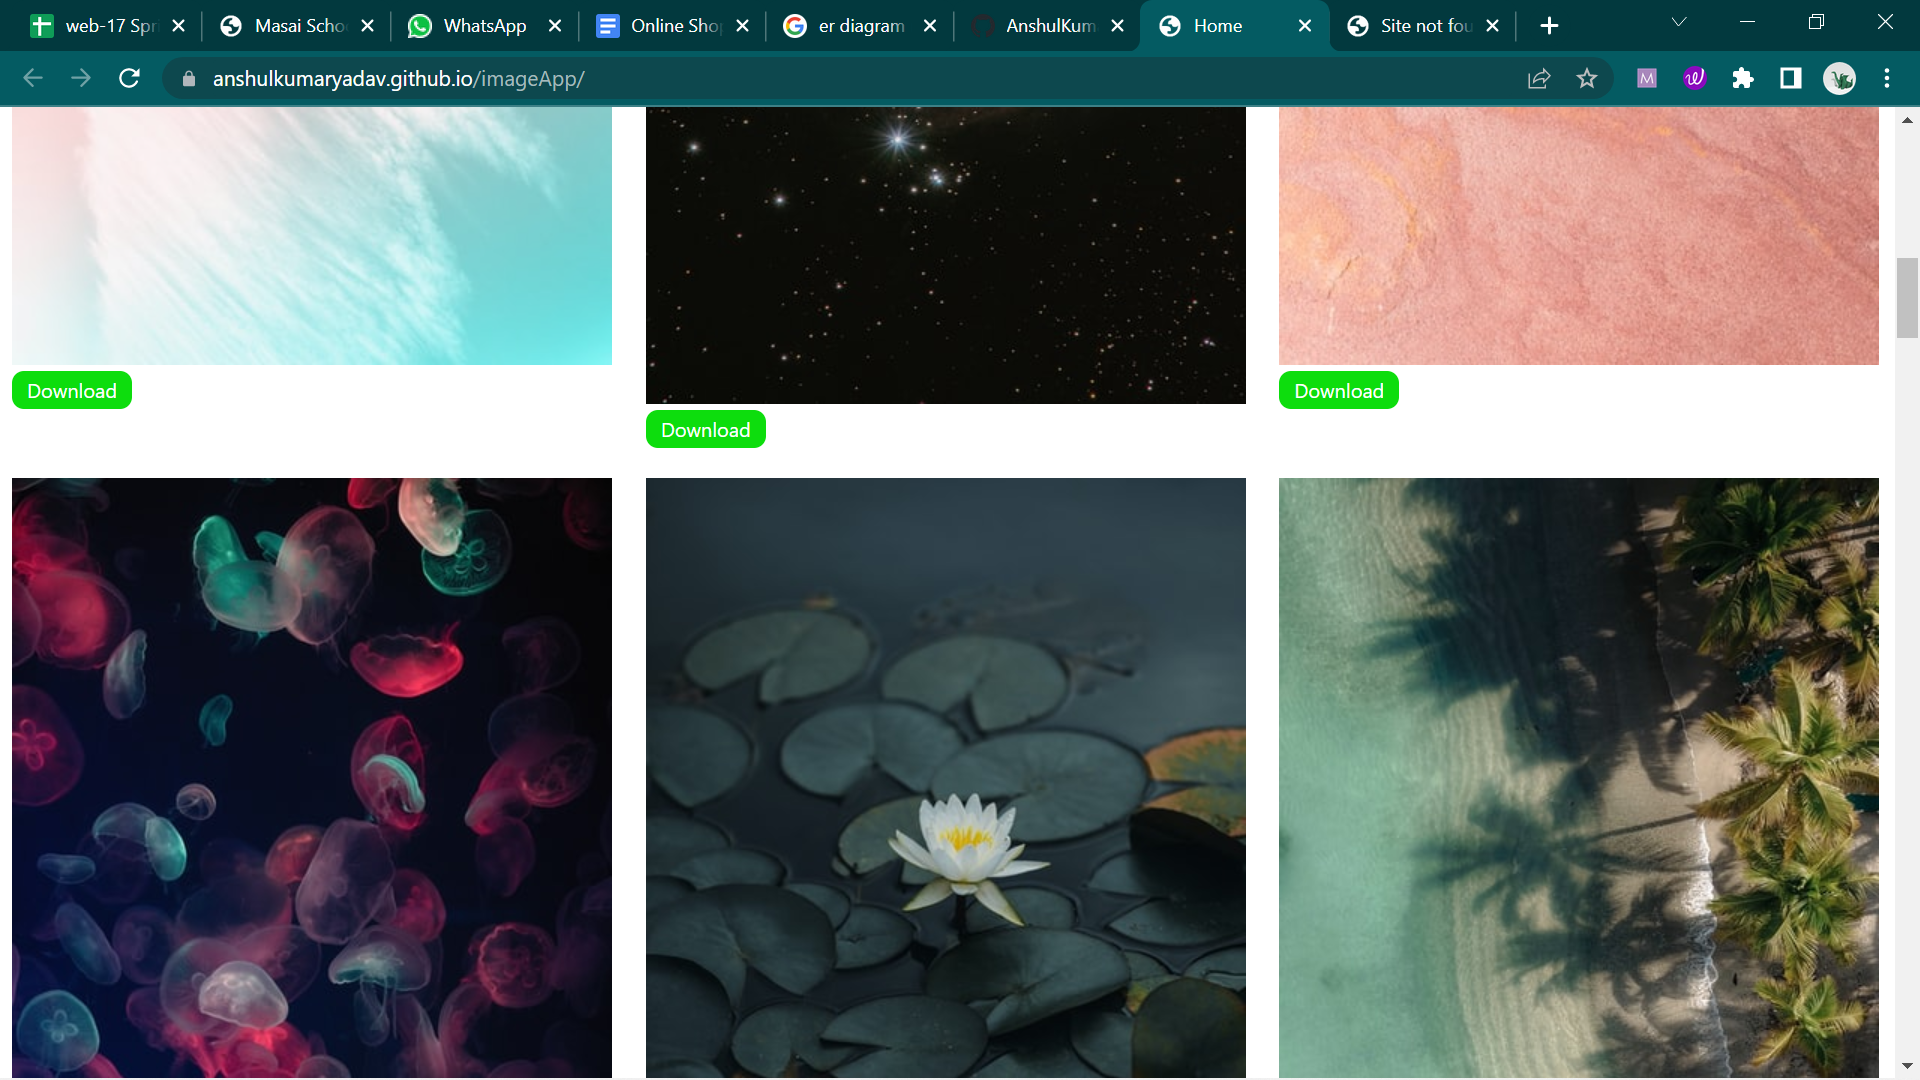 web-17 Spr
Masai Scho
WhatsApp
Online Sho
er diagram
AnshulKum
Home
Site not fou
anshulkumaryadav.github.io/imageApp/
M
Download
Download
Download